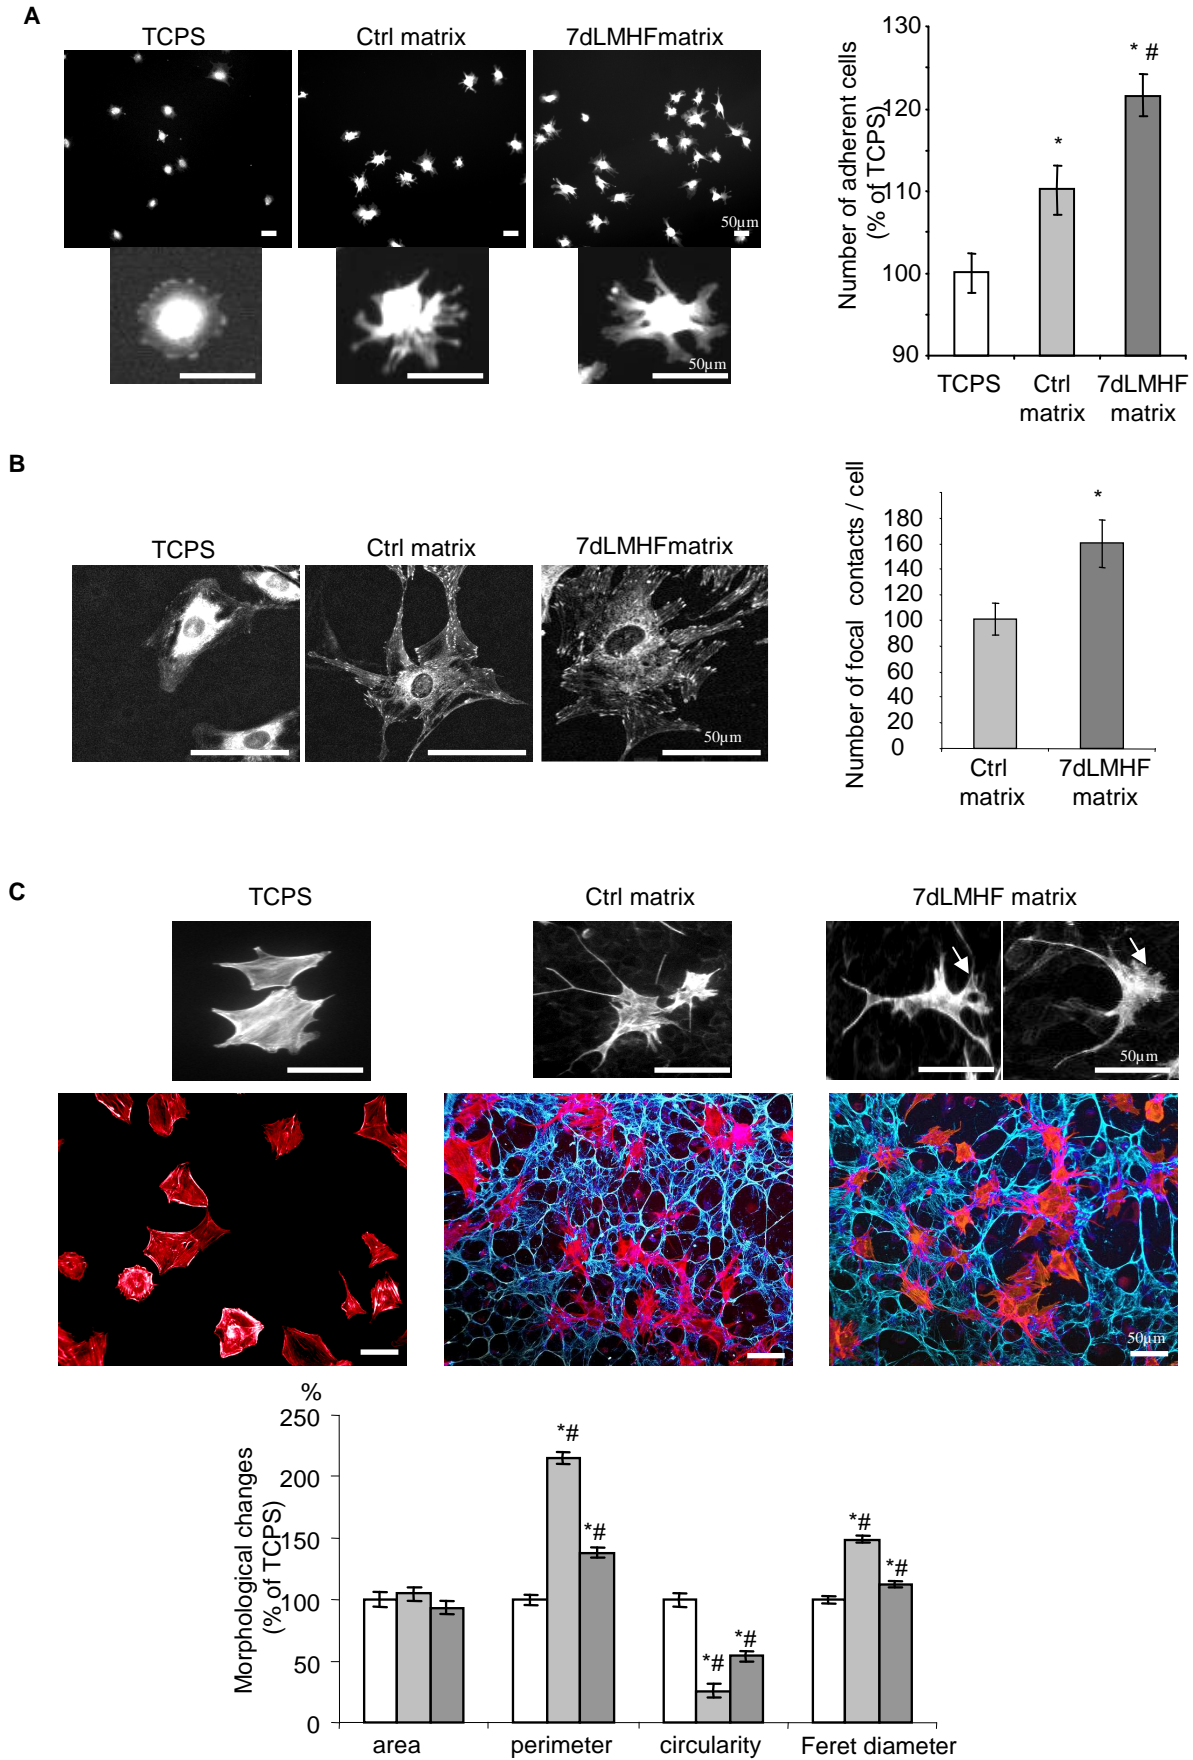 A
TCPS
Ctrl matrix
7dLMHFmatrix
50µm
50µm
Number of adherent cells
(% of TCPS)
130
120
110
100
90
*
* #
TCPS
Ctrl
matrix
7dLMHF
matrix
B
TCPS
Ctrl matrix
7dLMHFmatrix
50µm
Number of focal contacts / cell
180
160
140
120
100
80
60
40
20
0
*
Ctrl
matrix
7dLMHF
matrix
C
TCPS
Ctrl matrix
7dLMHF matrix
50µm
50µm
%
Morphological changes
(% of TCPS)
250
200
150
100
50
0
*#
*#
*#
*#
*#
*#
area
perimeter
circularity
Feret diameter